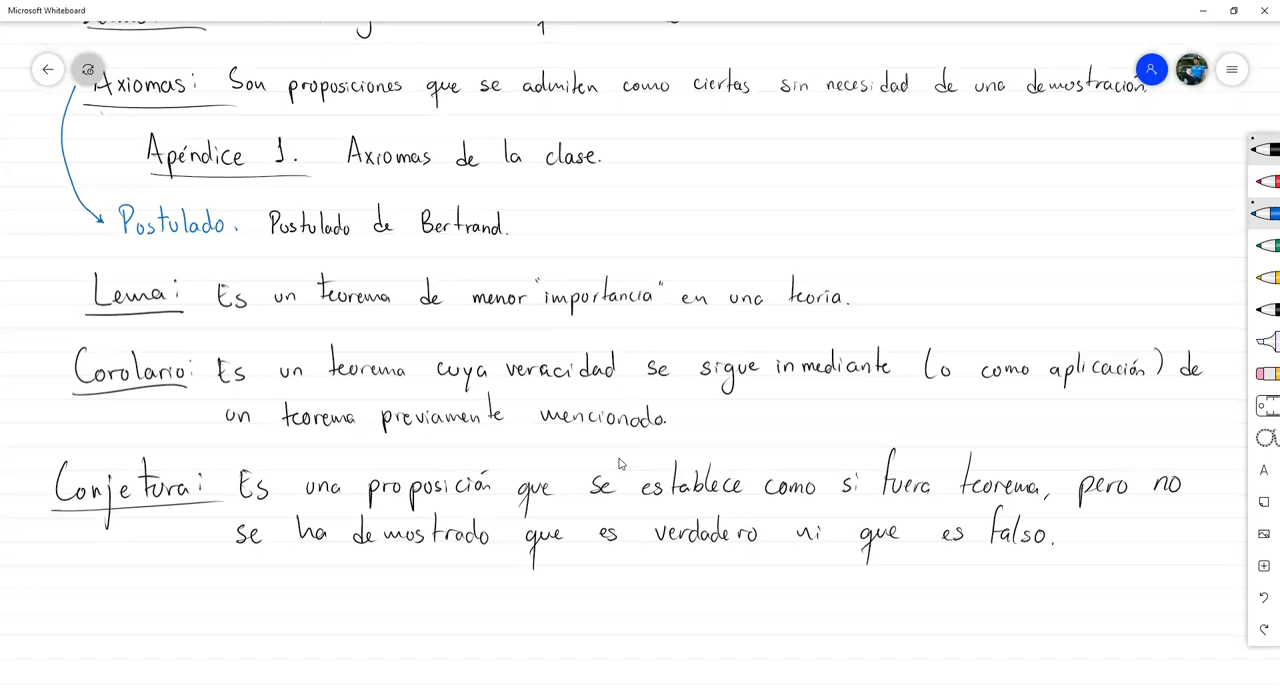 Microsoft Whiteboard
Axiomas: Son proposiciones que se admiten como ciertas sin necesidad de una demostración.
Apéndice 1. Axiomas de la clase.
Postulado. Postulado de Bertrand.
Lema: Es un teorema de menor "importancia" en una teoría.
Corolario: Es un teorema cuya veracidad se sigue inmediante (o como aplicación) de
un teorema previamente mencionado.
Conjetura: Es una proposición que se establece como si fuera teorema, pero no
se ha demostrado que es verdadero ni que es falso.
A